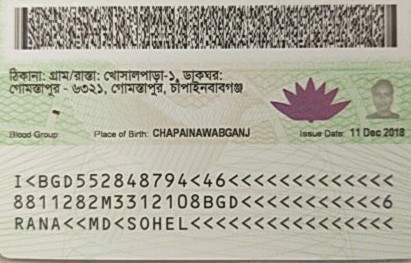 ঠিকানা: গ্রাম/রাস্তা: খোসালপাড়া-১, ডাকঘর:
গোমস্তাপুর - ৬৩২১, গোমস্তাপুর, চাঁপাইনবাবগঞ্জ
Blood Group Place of Birth: CHAPAINAWABGANJ Issue Date: 11 Dec 2018
I<BGD552848794<46<<<<<<<<<<<<<
8811282M3312108BGD<<<<<<<<<<<6
RANA<<MD<SOHEL<<<<<<<<<<<<<<<<